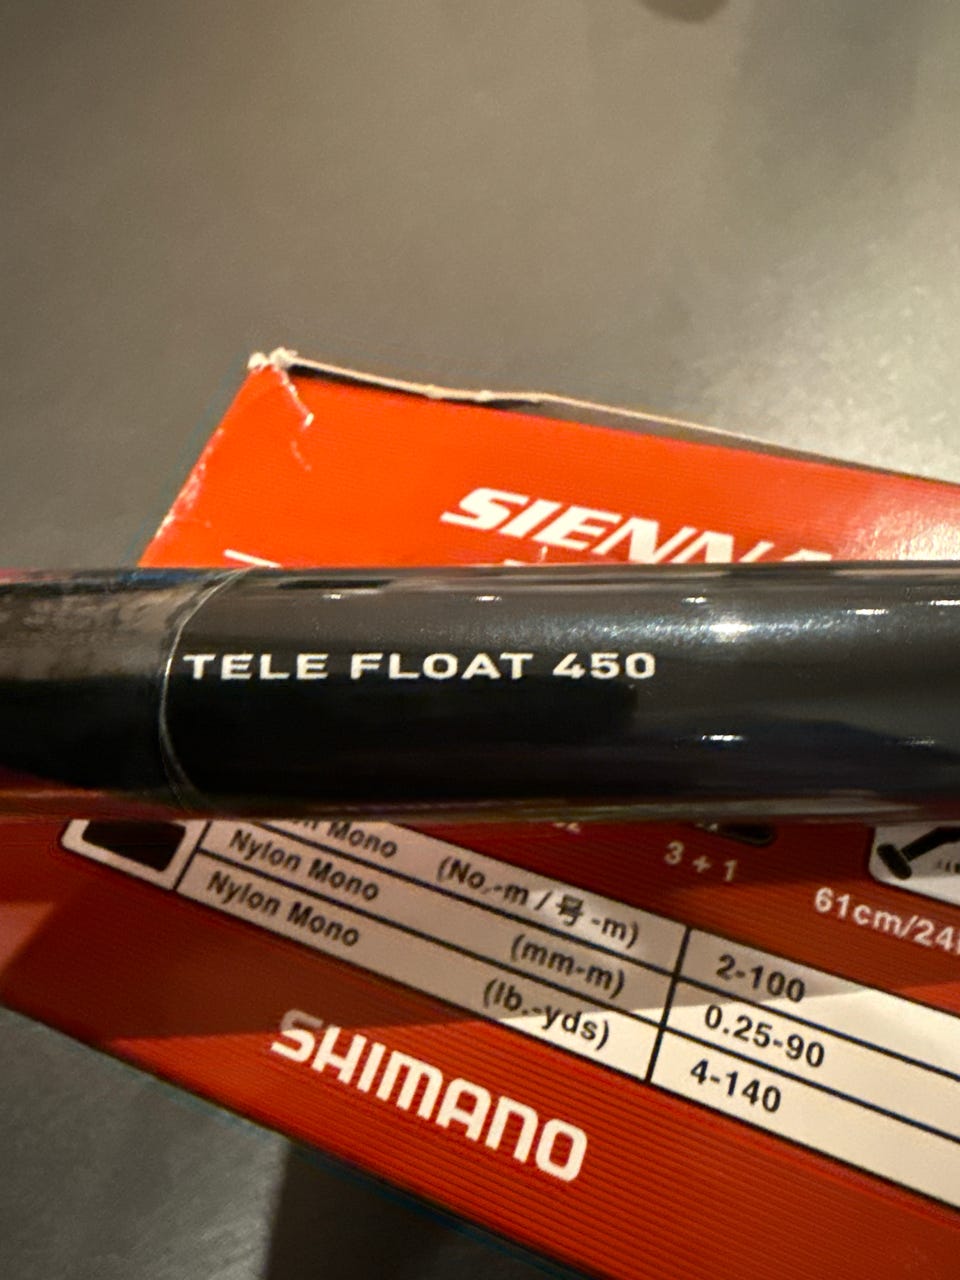 SIENNA
TELE FLOAT 450
3 + 1
61cm/24
Mono (No.-m / 号-m) 2-100
Nylon Mono (mm-m) 0.25-90
Nylon Mono (lb.-yds) 4-140
SHIMANO